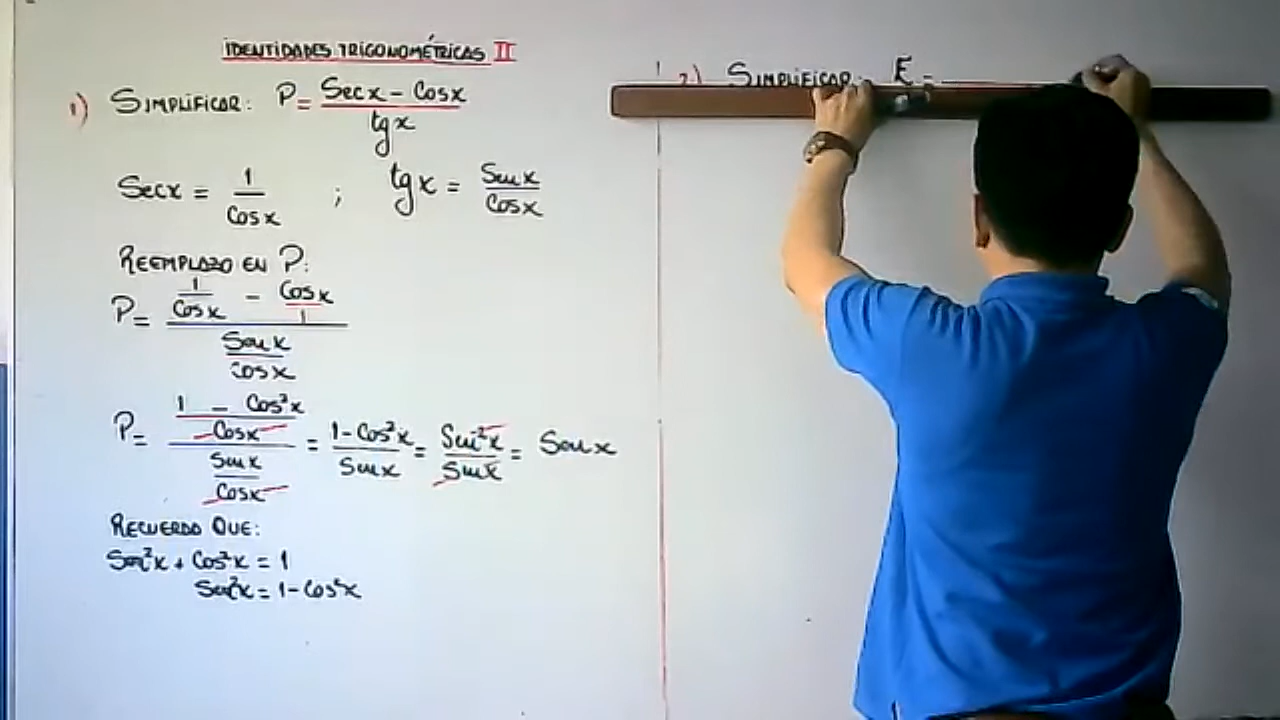 IDENTIDADES TRIGONOMÉTRICAS II
1) SIMPLIFICAR: P = (Secx - Cosx) / tgx
Secx = 1 / Cosx ; tgx = Senx / Cosx
REEMPLAZO EN P:
P = (1 / Cosx - Cosx / 1) / (Senx / Cosx)
P = ((1 - Cos²x) / Cosx) / (Senx / Cosx) = (1 - Cos²x) / Senx = Sen²x / Senx = Senx
RECUERDO QUE:
Sen²x + Cos²x = 1
Sen²x = 1 - Cos²x
2) SIMPLIFICAR: E =